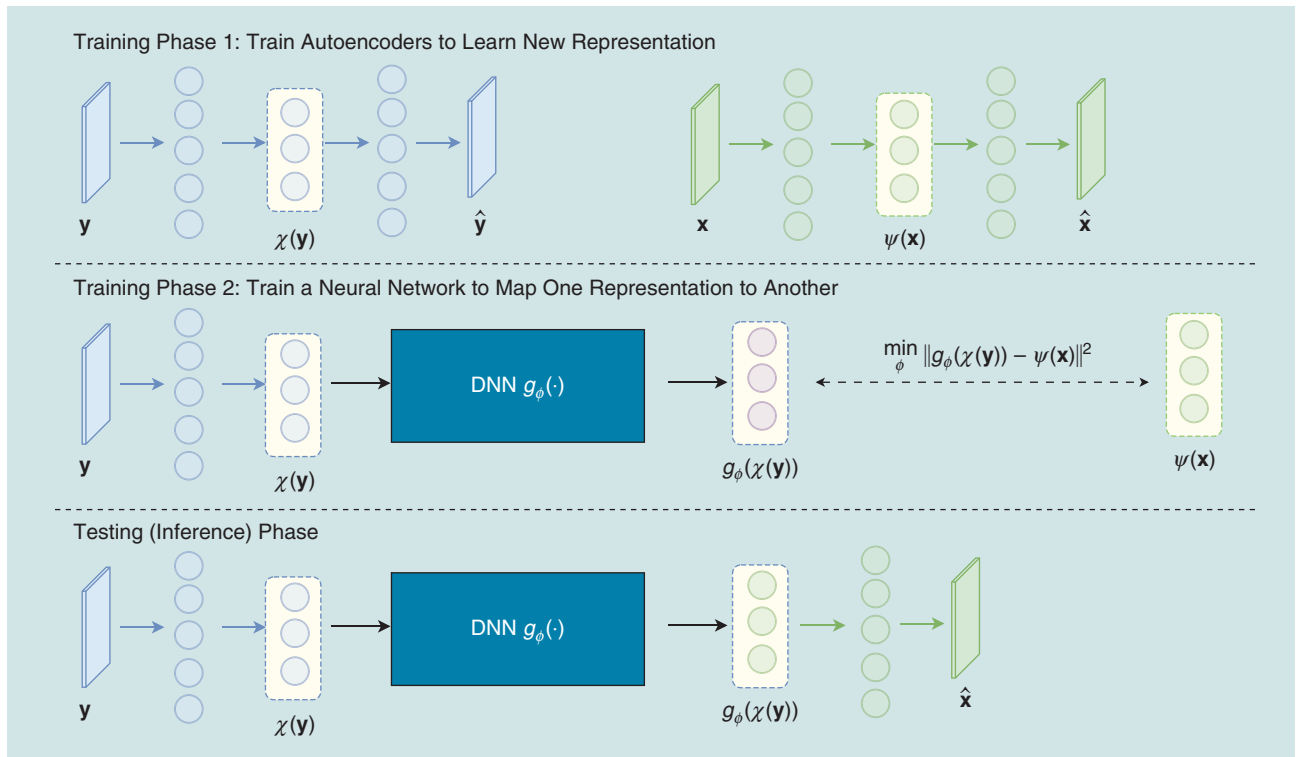 Training Phase 1: Train Autoencoders to Learn New Representation
y
χ(y)
ŷ
x
ψ(x)
x̂
Training Phase 2: Train a Neural Network to Map One Representation to Another
y
χ(y)
DNN gϕ(·)
gϕ(χ(y))
min ‖gϕ(χ(y)) – ψ(x)‖²
ϕ
ψ(x)
Testing (Inference) Phase
y
χ(y)
DNN gϕ(·)
gϕ(χ(y))
x̂